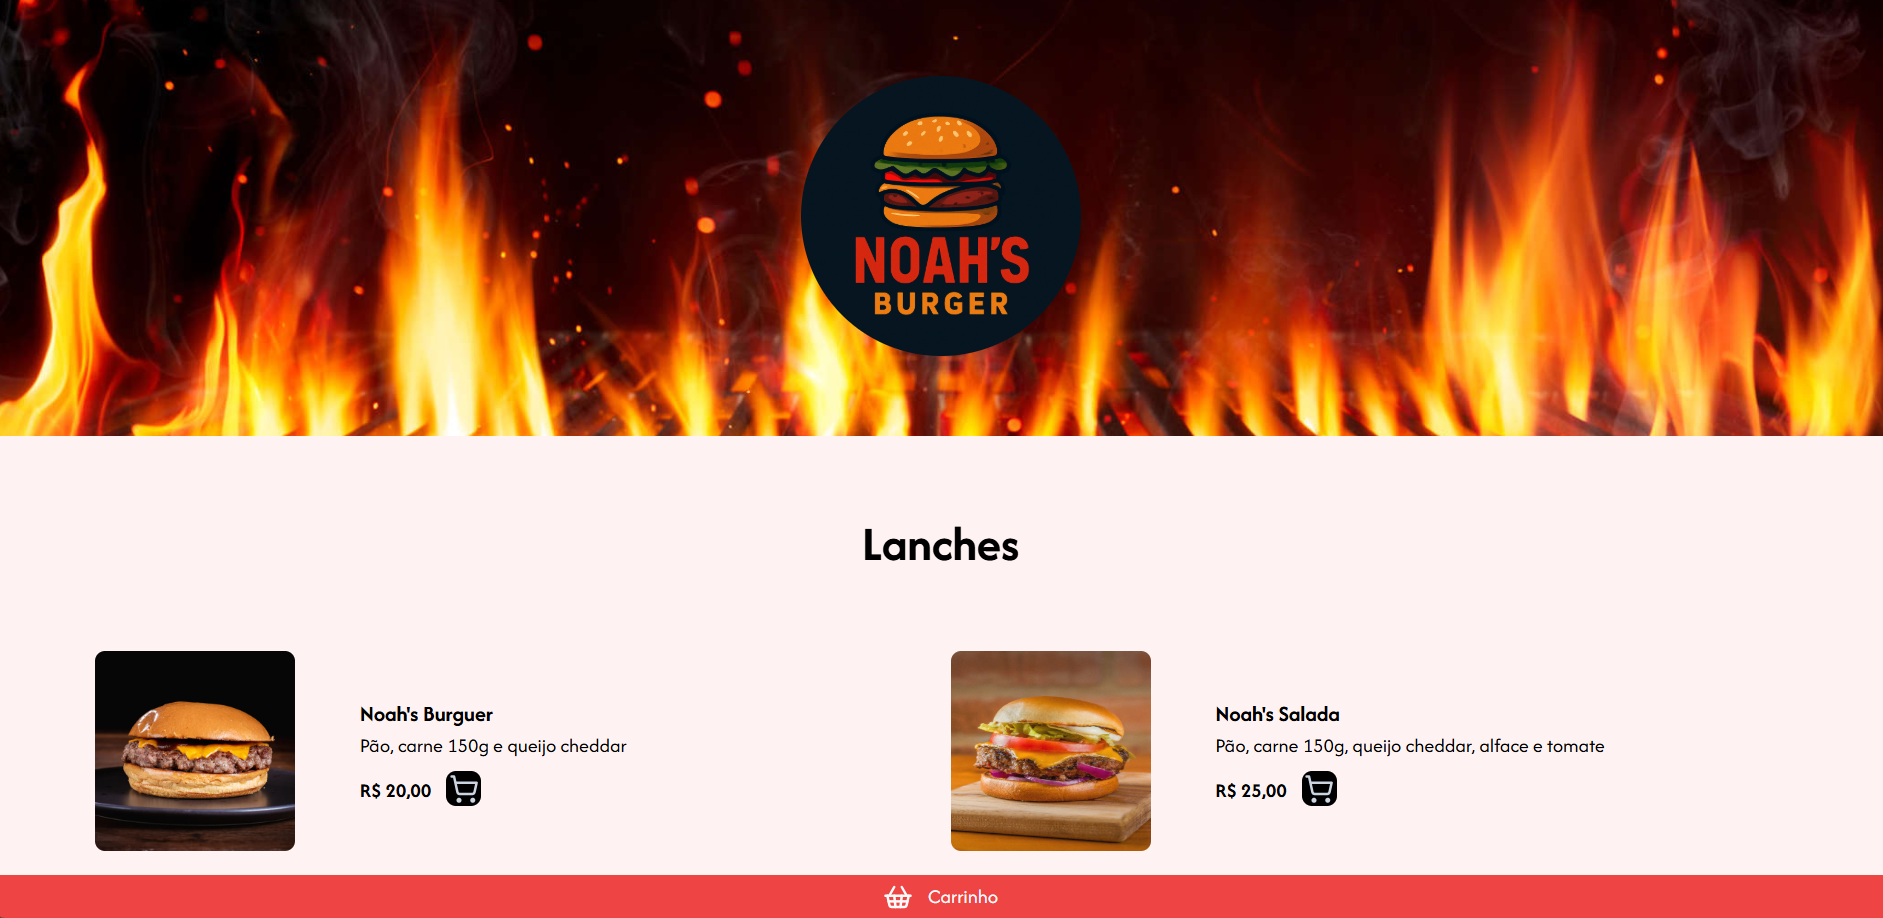 NOAH'S
BURGER
Lanches
Noah's Burguer
Pão, carne 150g e queijo cheddar
R$ 20,00
Noah's Salada
Pão, carne 150g, queijo cheddar, alface e tomate
R$ 25,00
Carrinho